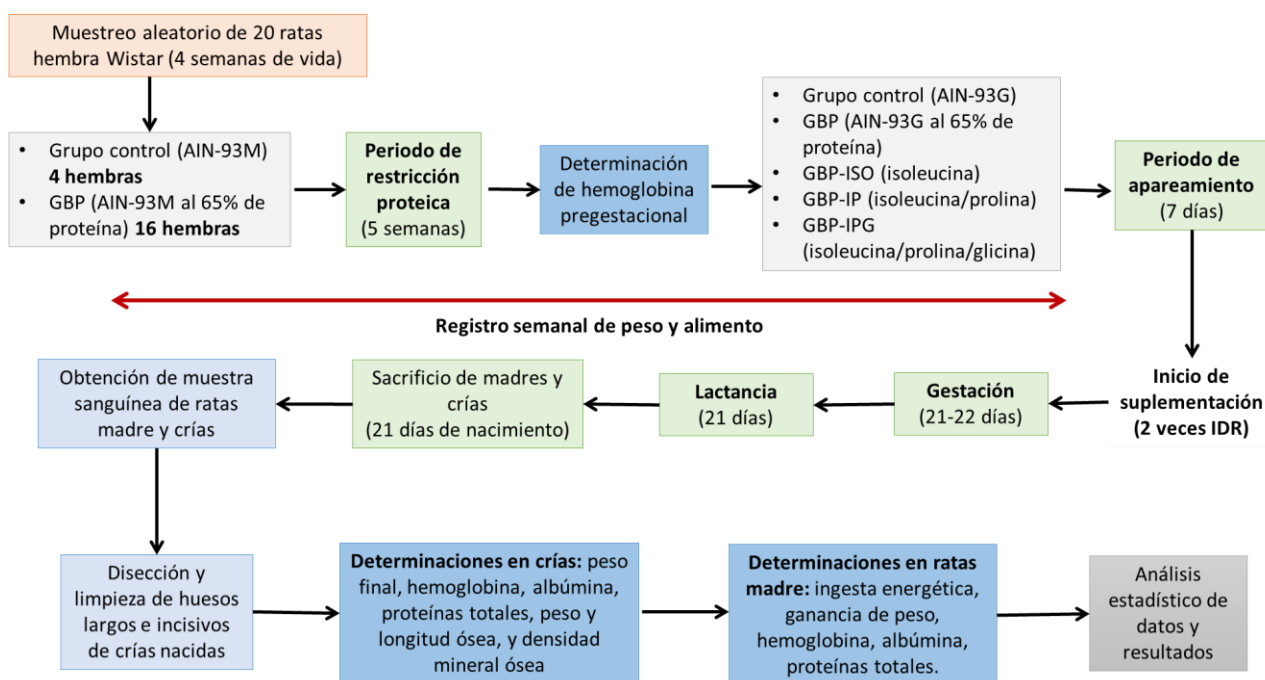 Muestreo aleatorio de 20 ratas
hembra Wistar (4 semanas de vida)
• Grupo control (AIN-93M)
4 hembras
• GBP (AIN-93M al 65% de
proteína) 16 hembras
Periodo de
restricción
proteica
(5 semanas)
Determinación
de hemoglobina
pregestacional
• Grupo control (AIN-93G)
• GBP (AIN-93G al 65% de
proteína)
• GBP-ISO (isoleucina)
• GBP-IP (isoleucina/prolina)
• GBP-IPG
(isoleucina/prolina/glicina)
Periodo de
apareamiento
(7 días)
Registro semanal de peso y alimento
Inicio de
suplementación
(2 veces IDR)
Gestación
(21-22 días)
Lactancia
(21 días)
Sacrificio de madres y
crías
(21 días de nacimiento)
Obtención de muestra
sanguínea de ratas
madre y crías
Disección y
limpieza de huesos
largos e incisivos
de crías nacidas
Determinaciones en crías: peso
final, hemoglobina, albúmina,
proteínas totales, peso y
longitud ósea, y densidad
mineral ósea
Determinaciones en ratas
madre: ingesta energética,
ganancia de peso,
hemoglobina, albúmina,
proteínas totales.
Análisis
estadístico de
datos y
resultados